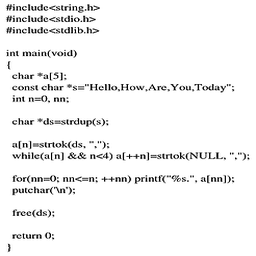 #include<string.h>
#include<stdio.h>
#include<stdlib.h>
int main(void)
{
char *a[5];
const char *s="Hello,How,Are,You,Today";
int n=0, nn;
char *ds=strdup(s);
a[n]=strtok(ds, ",");
while(a[n] && n<4) a[++n]=strtok(NULL, ",");
for(nn=0; nn<=n; ++nn) printf("%s.", a[nn]);
putchar('\n');
free(ds);
return 0;
}